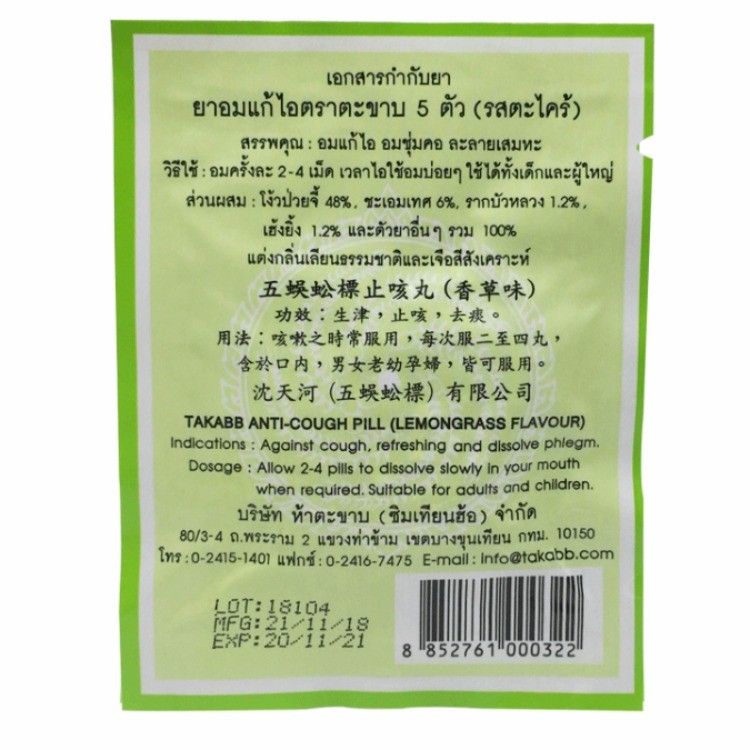 เอกสารกำกับยา
ยาอมแก้ไอตราตะขาบ 5 ตัว (รสตะไคร้)
สรรพคุณ : อมแก้ไอ อมชุ่มคอ ละลายเสมหะ
วิธีใช้ : อมครั้งละ 2-4 เม็ด เวลาไอใช้อมบ่อยๆ ใช้ได้ทั้งเด็กและผู้ใหญ่
ส่วนผสม : โง้วป่วยจี้ 48%, ชะเอมเทศ 6%, รากบัวหลวง 1.2%,
เฮ้งยิ้ง 1.2% และตัวยาอื่นๆ รวม 100%
แต่งกลิ่นเลียนธรรมชาติและเจือสีสังเคราะห์
五蜈蚣標止咳丸(香草味)
功效：生津，止咳，去痰。
用法：咳嗽之時常服用，每次服二至四丸，
含於口内，男女老幼孕婦，皆可服用。
沈天河(五蜈蚣標)有限公司
TAKABB ANTI-COUGH PILL (LEMONGRASS FLAVOUR)
Indications : Against cough, refreshing and dissolve phlegm.
Dosage : Allow 2-4 pills to dissolve slowly in your mouth
when required. Suitable for adults and children.
บริษัท ห้าตะขาบ (ซิมเทียนฮ้อ) จำกัด
80/3-4 ถ.พระราม 2 แขวงท่าข้าม เขตบางขุนเทียน กทม. 10150
โทร : 0-2415-1401 แฟกซ์ : 0-2416-7475 E-mail : info@takabb.com
LOT:18104
MFG:21/11/18
EXP:20/11/21
8 852761 000322